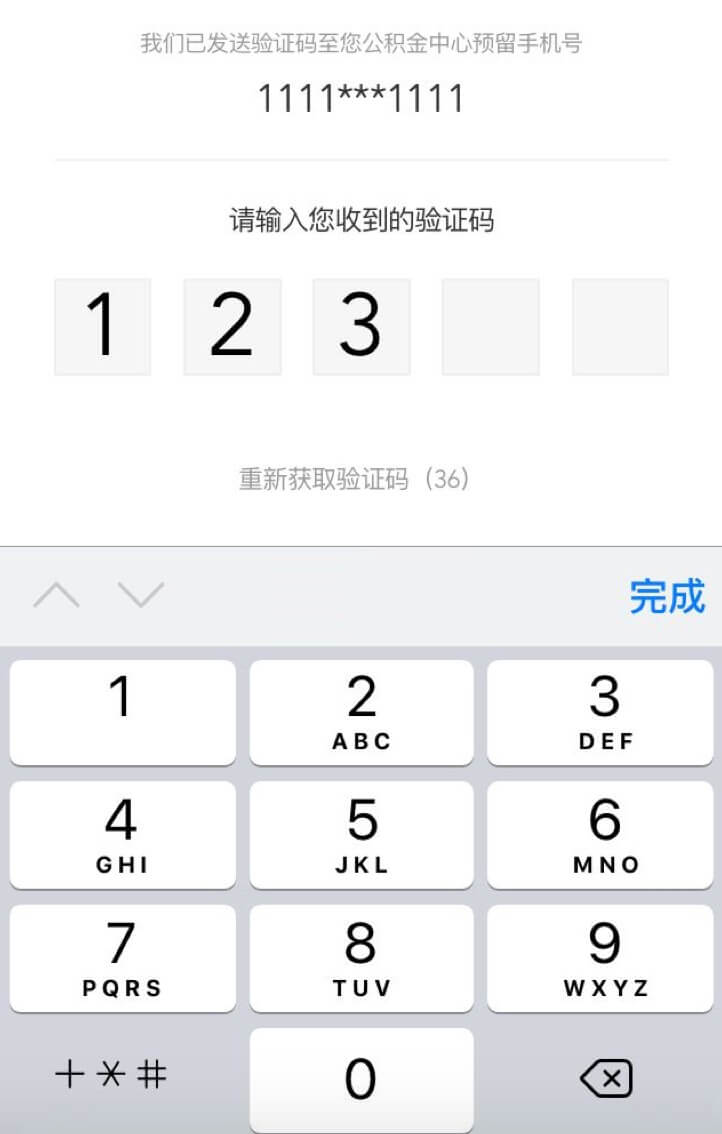 我们已发送验证码至您公积金中心预留手机号
1111***1111
请输入您收到的验证码
1 2 3
重新获取验证码（36）
完成
1 2 3
ABC DEF
4 5 6
GHI JKL MNO
7 8 9
PQRS TUV WXYZ
+*# 0